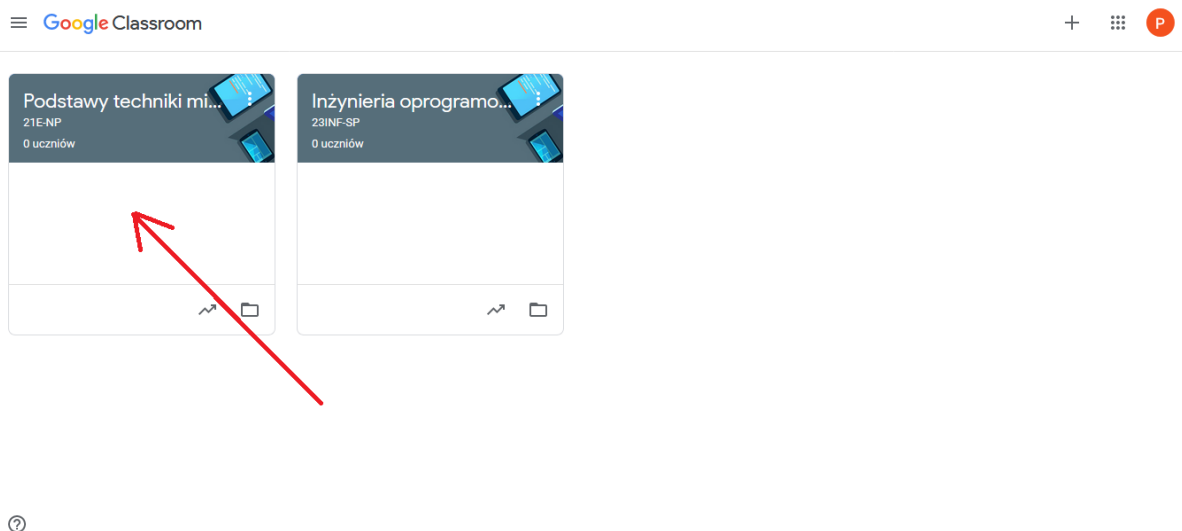 Google Classroom
P
Podstawy techniki mi...
21E-NP
0 uczniów
Inżynieria oprogramo...
23INF-SP
0 uczniów
?